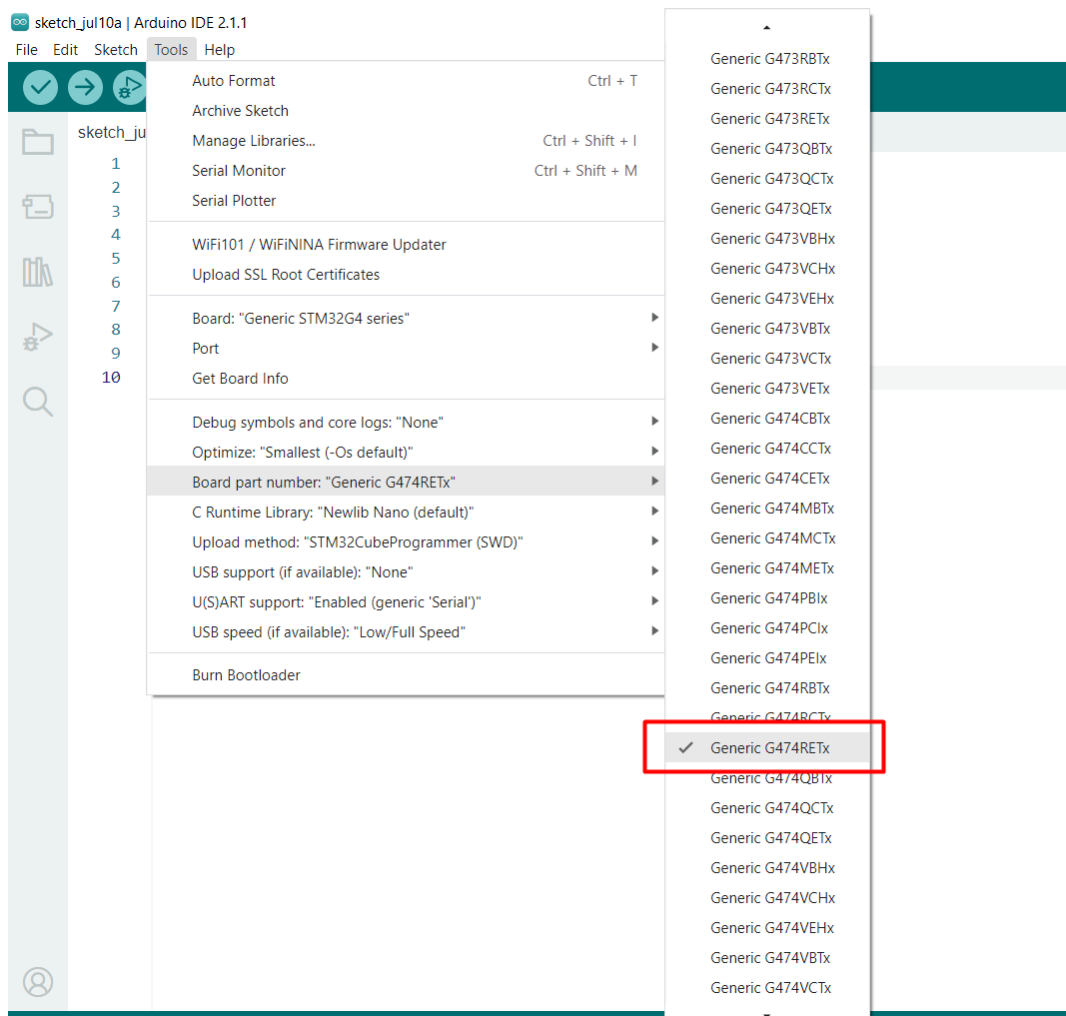 sketch_jul10a | Arduino IDE 2.1.1
File Edit Sketch Tools Help
sketch_ju
1
2
3
4
5
6
7
8
9
10
Auto Format Ctrl + T
Archive Sketch
Manage Libraries... Ctrl + Shift + I
Serial Monitor Ctrl + Shift + M
Serial Plotter
WiFi101 / WiFiNINA Firmware Updater
Upload SSL Root Certificates
Board: "Generic STM32G4 series"
Port
Get Board Info
Debug symbols and core logs: "None"
Optimize: "Smallest (-Os default)"
Board part number: "Generic G474RETx"
C Runtime Library: "Newlib Nano (default)"
Upload method: "STM32CubeProgrammer (SWD)"
USB support (if available): "None"
U(S)ART support: "Enabled (generic 'Serial')"
USB speed (if available): "Low/Full Speed"
Burn Bootloader
Generic G473RBTx
Generic G473RCTx
Generic G473RETx
Generic G473QBTx
Generic G473QCTx
Generic G473QETx
Generic G473VBHx
Generic G473VCHx
Generic G473VEHx
Generic G473VBTx
Generic G473VCTx
Generic G473VETx
Generic G474CBTx
Generic G474CCTx
Generic G474CETx
Generic G474MBTx
Generic G474MCTx
Generic G474METx
Generic G474PBIx
Generic G474PCIx
Generic G474PEIx
Generic G474RBTx
Generic G474RCTx
Generic G474RETx
Generic G474QBTx
Generic G474QCTx
Generic G474QETx
Generic G474VBHx
Generic G474VCHx
Generic G474VEHx
Generic G474VBTx
Generic G474VCTx